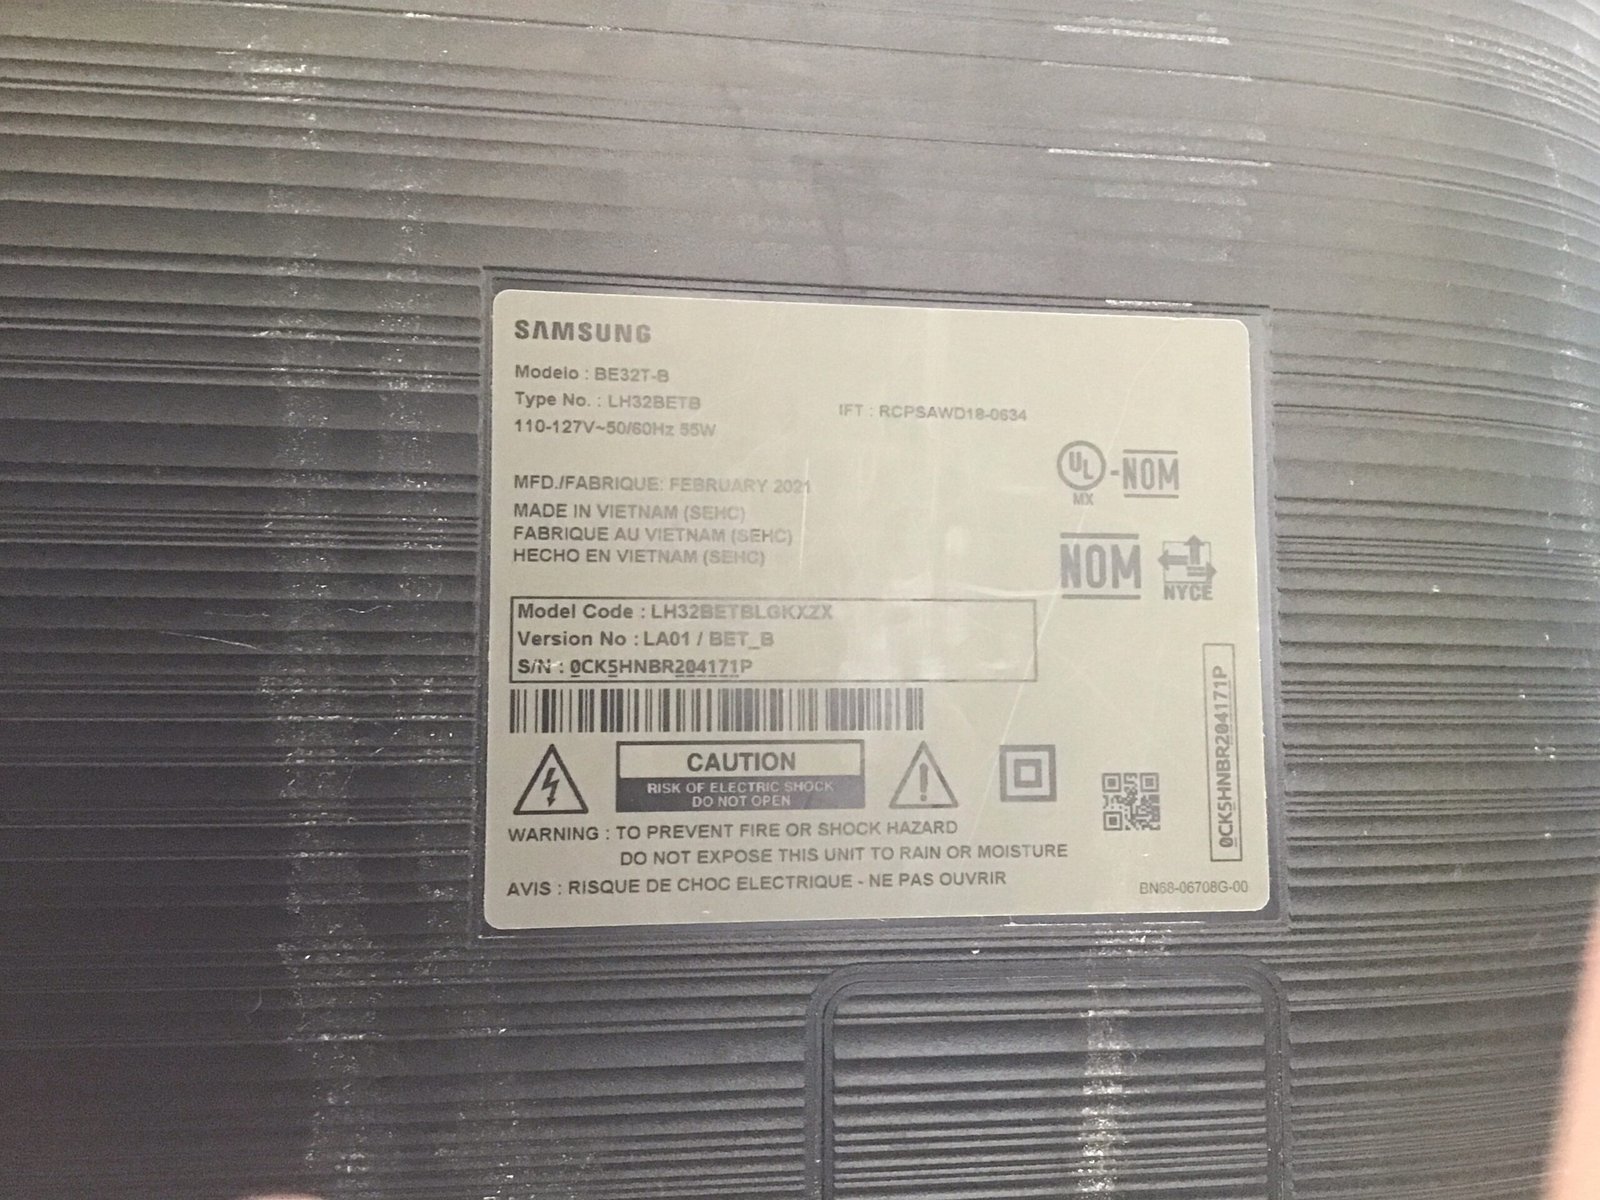 SAMSUNG
Modelo : BE32T-B
Type No. : LH32BETB
110-127V~50/60Hz 55W
IFT : RCPSAWD18-0634
UL-NOM
MX
MFD./FABRIQUE: FEBRUARY 2021
MADE IN VIETNAM (SEHC)
FABRIQUE AU VIETNAM (SEHC)
HECHO EN VIETNAM (SEHC)
NOM
NYCE
Model Code : LH32BETBLGKXZX
Version No : LA01 / BET_B
S/N : 0CK5HNBR204171P
0CK5HNBR204171P
CAUTION
RISK OF ELECTRIC SHOCK
DO NOT OPEN
WARNING : TO PREVENT FIRE OR SHOCK HAZARD
DO NOT EXPOSE THIS UNIT TO RAIN OR MOISTURE
AVIS : RISQUE DE CHOC ELECTRIQUE - NE PAS OUVRIR
BN68-06708G-00